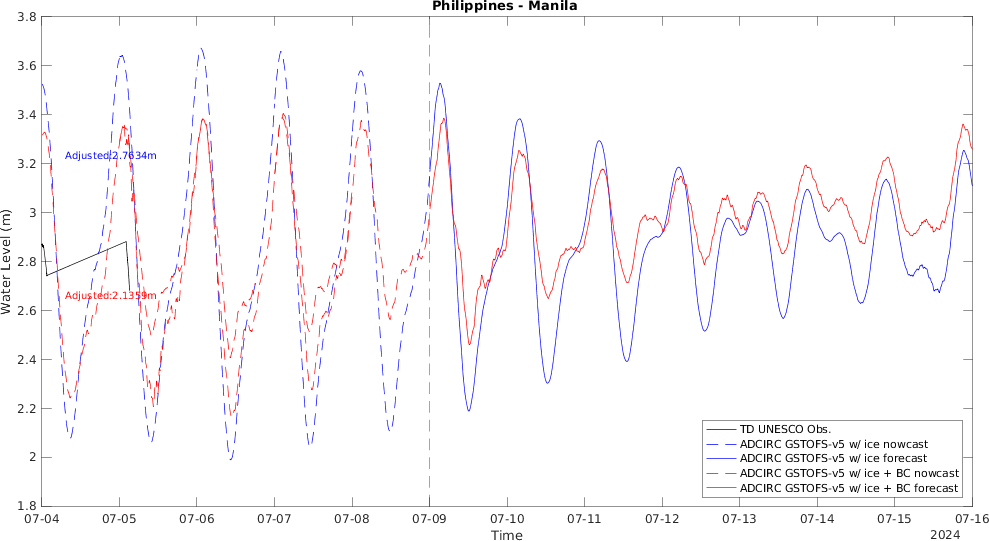 Philippines - Manila
3.8
3.6
3.4
3.2
3
2.8
2.6
2.4
2.2
2
1.8
Water Level (m)
Adjusted:2.7634m
Adjusted:2.1359m
TD UNESCO Obs.
ADCIRC GSTOFS-v5 w/ ice nowcast
ADCIRC GSTOFS-v5 w/ ice forecast
ADCIRC GSTOFS-v5 w/ ice + BC nowcast
ADCIRC GSTOFS-v5 w/ ice + BC forecast
07-04 07-05 07-06 07-07 07-08 07-09 07-10 07-11 07-12 07-13 07-14 07-15 07-16
Time
2024